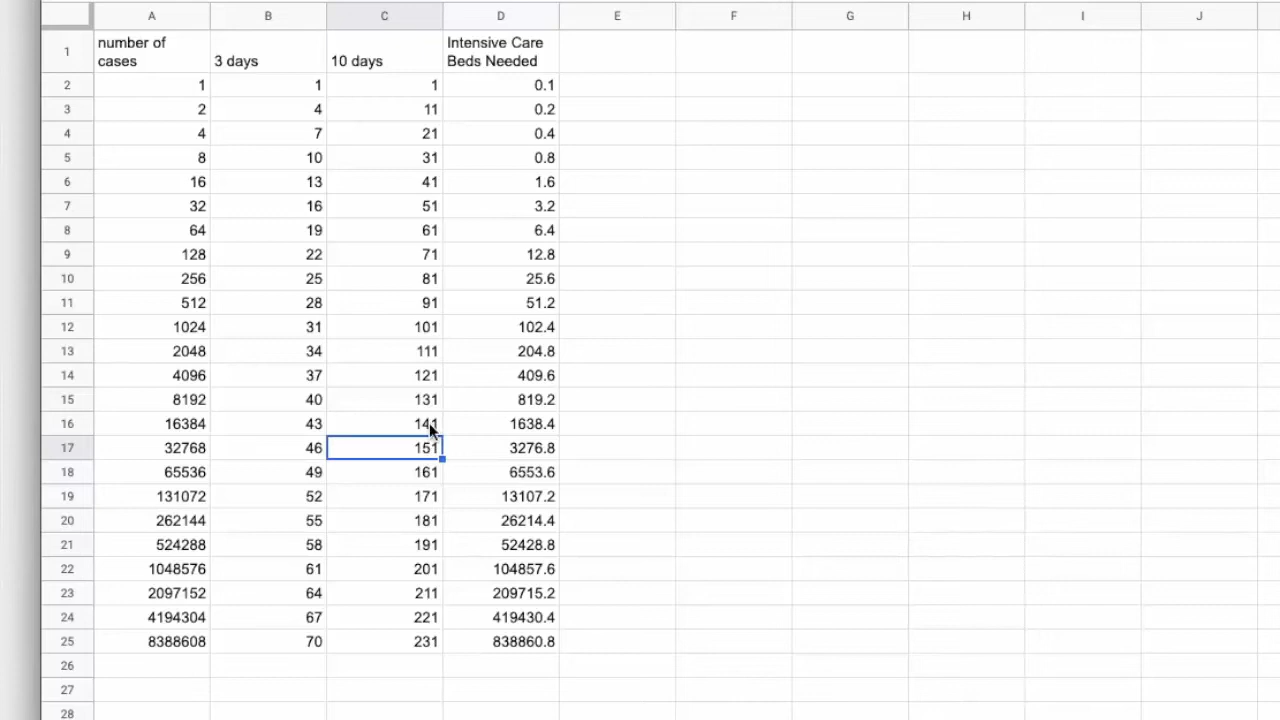 A B C D E F G H I J
1 number of cases 3 days 10 days Intensive Care Beds Needed
2 1 1 1 0.1
3 2 4 11 0.2
4 4 7 21 0.4
5 8 10 31 0.8
6 16 13 41 1.6
7 32 16 51 3.2
8 64 19 61 6.4
9 128 22 71 12.8
10 256 25 81 25.6
11 512 28 91 51.2
12 1024 31 101 102.4
13 2048 34 111 204.8
14 4096 37 121 409.6
15 8192 40 131 819.2
16 16384 43 141 1638.4
17 32768 46 151 3276.8
18 65536 49 161 6553.6
19 131072 52 171 13107.2
20 262144 55 181 26214.4
21 524288 58 191 52428.8
22 1048576 61 201 104857.6
23 2097152 64 211 209715.2
24 4194304 67 221 419430.4
25 8388608 70 231 838860.8
26
27
28